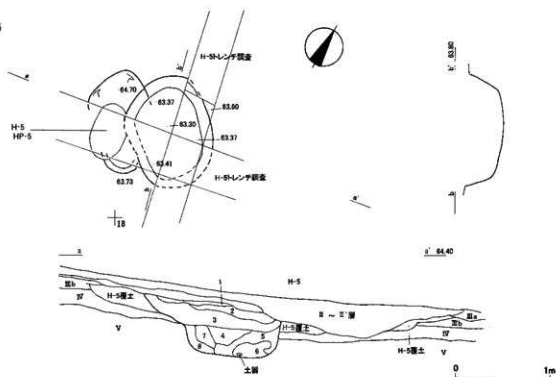 H-5トレンチ調査
b'
a
64.70
63.37
63.60
63.30
63.37
H-5
HP-5
63.41
63.73
b
H-5トレンチ調査
a'
18
b' 63.80
b
a
a' 64.40
H-5
1
2
3
4
5
6
7
8
Ⅲb
Ⅳ
Ⅴ
H-5覆土
H-5覆土
Ⅱ ~ Ⅱ'層
Ⅲa
Ⅲb
Ⅳ
Ⅴ
H-5覆土
土器
0 1m